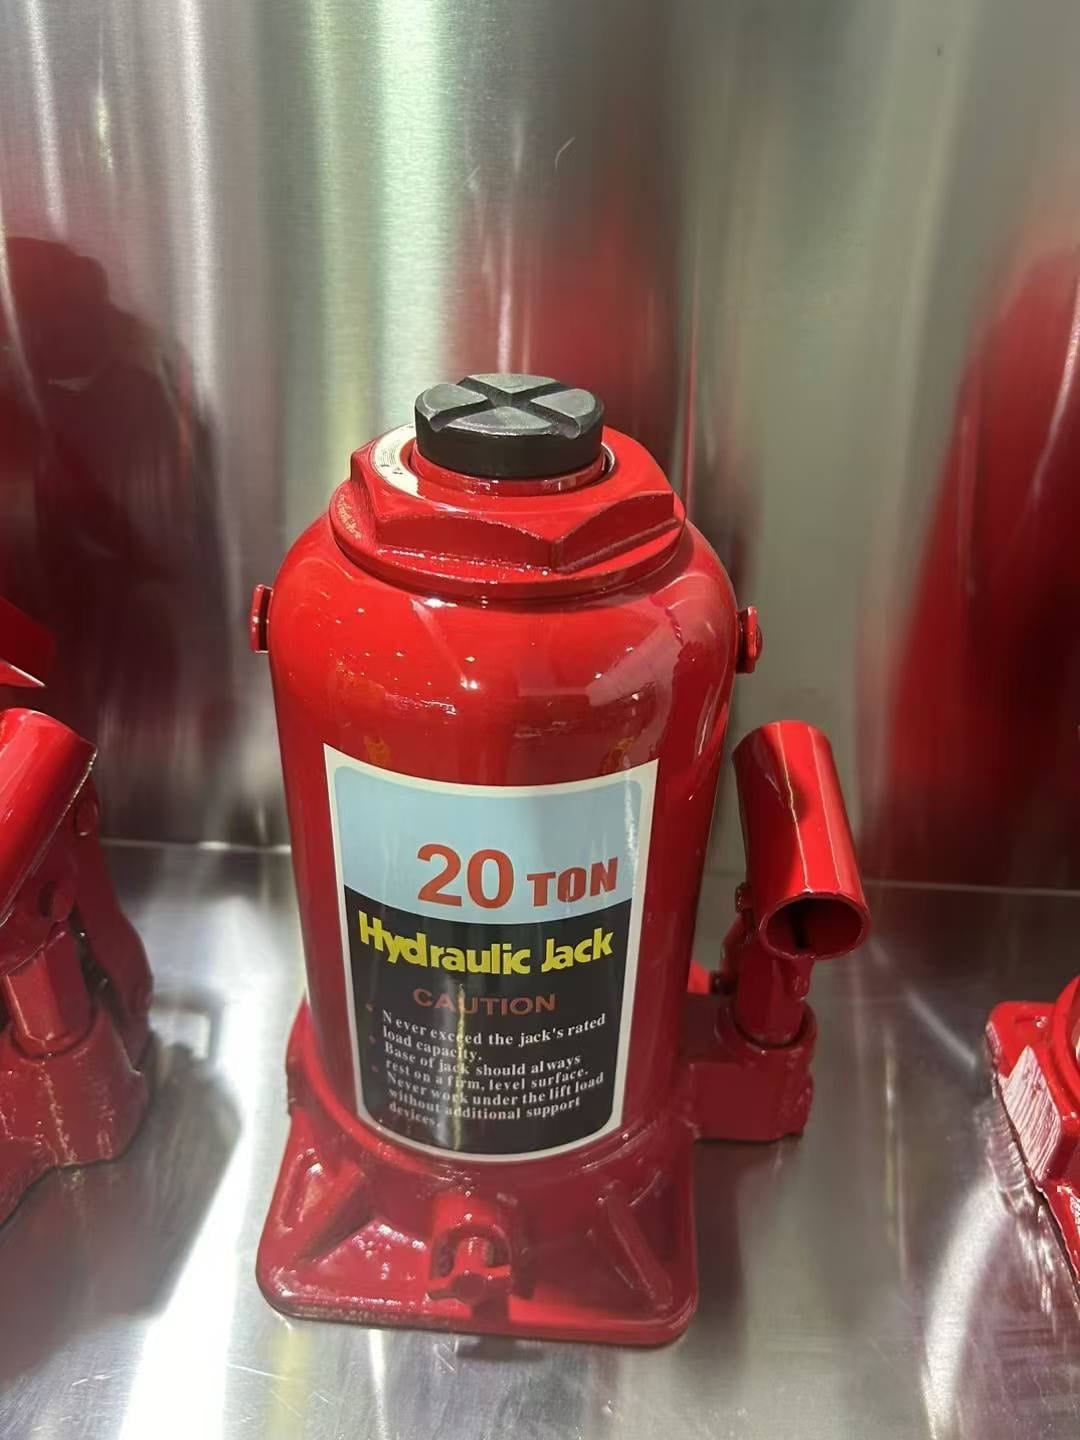 20 TON
Hydraulic Jack
CAUTION
• Never exceed the jack's rated
load capacity.
• Base of jack should always
rest on a firm, level surface.
• Never work under the lift load
without additional support
devices.